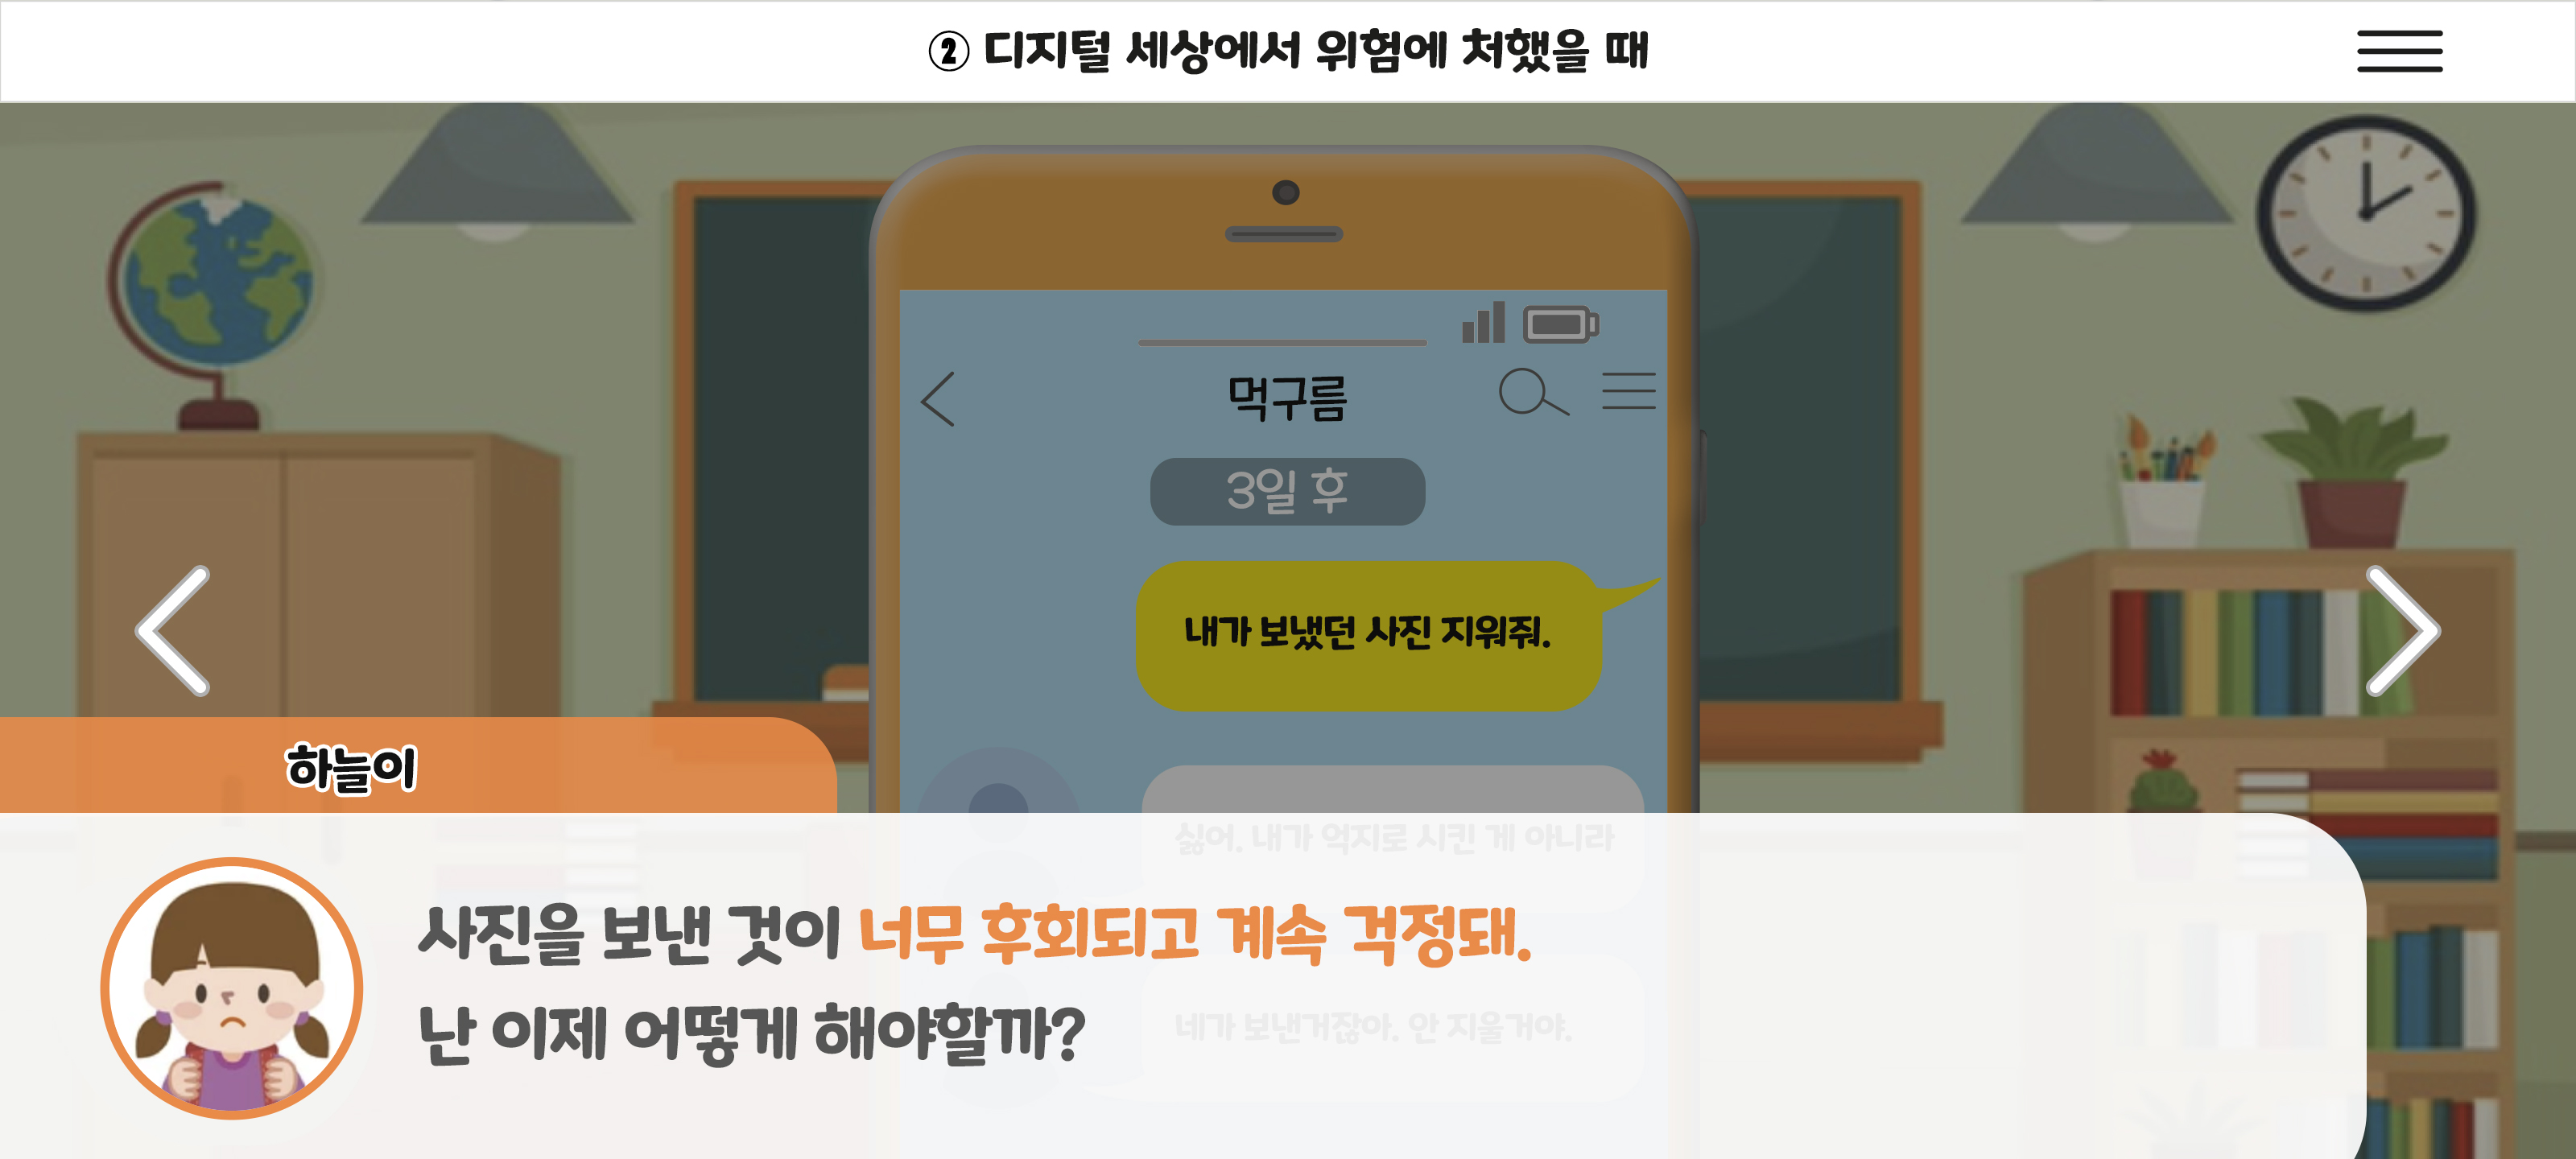 ② 디지털 세상에서 위험에 처했을 때
먹구름
3일 후
내가 보냈던 사진 지워줘.
싫어. 내가 억지로 시킨 게 아니라
네가 보낸거잖아. 안 지울거야.
하늘이
사진을 보낸 것이 너무 후회되고 계속 걱정돼.
난 이제 어떻게 해야할까?